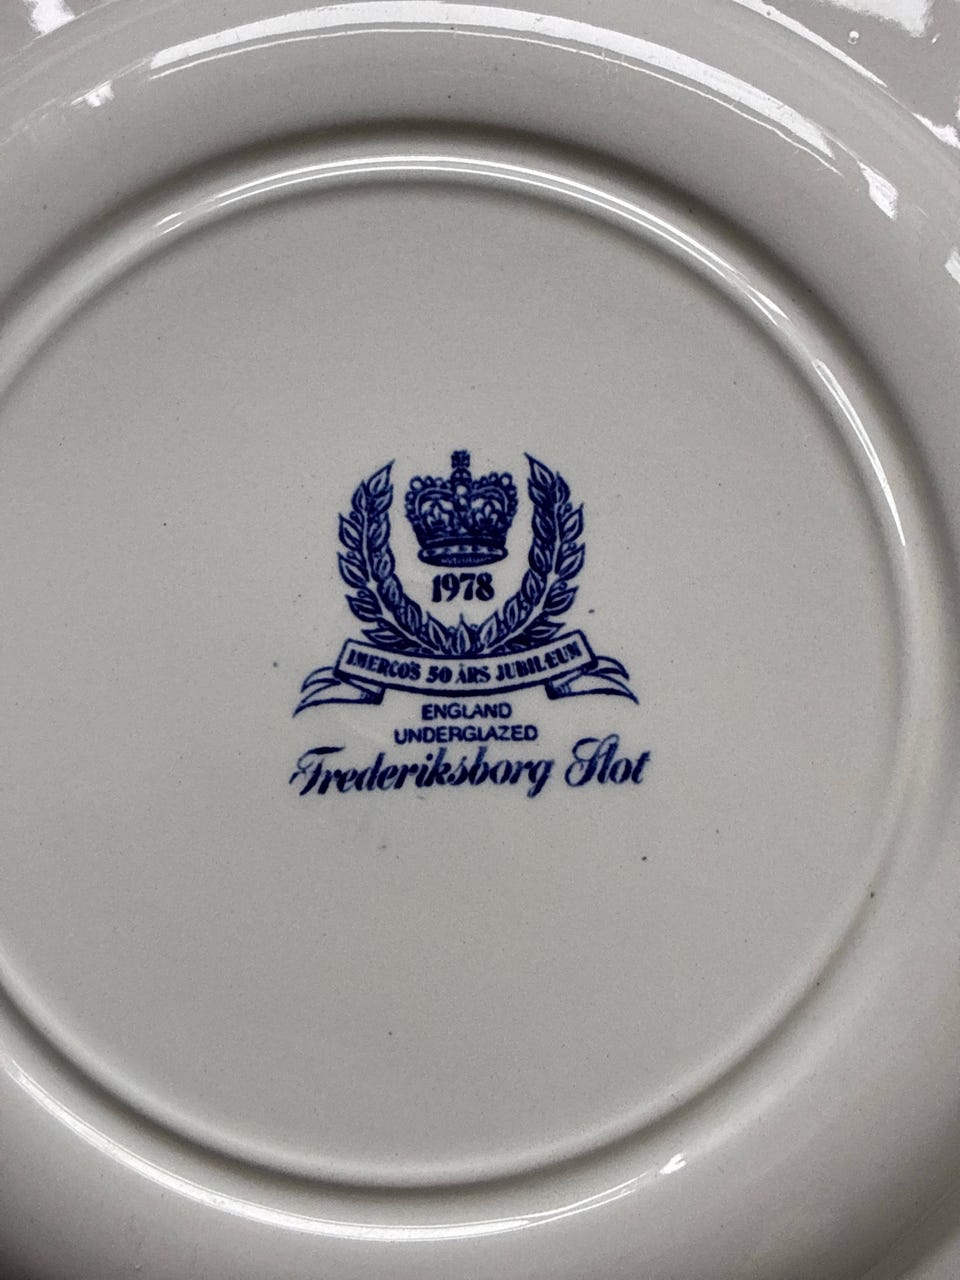 1978
IMERCO'S 50 ÅRS JUBILÆUM
ENGLAND
UNDERGLAZED
Frederiksborg Slot